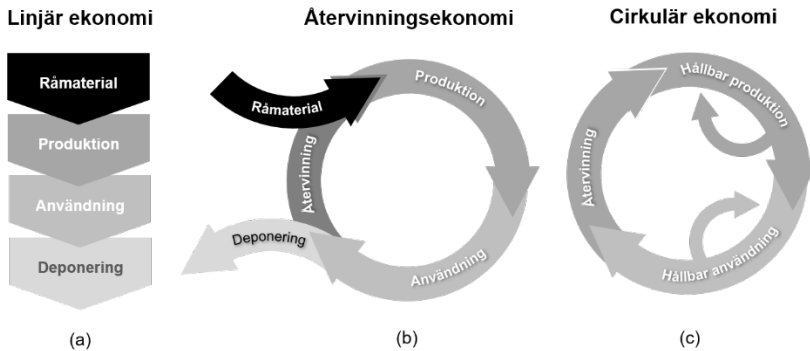 Linjär ekonomi
Råmaterial
Produktion
Användning
Deponering
(a)
Återvinningsekonomi
Råmaterial
Produktion
Återvinning
Deponering
Användning
(b)
Cirkulär ekonomi
Hållbar produktion
Återvinning
Hållbar användning
(c)